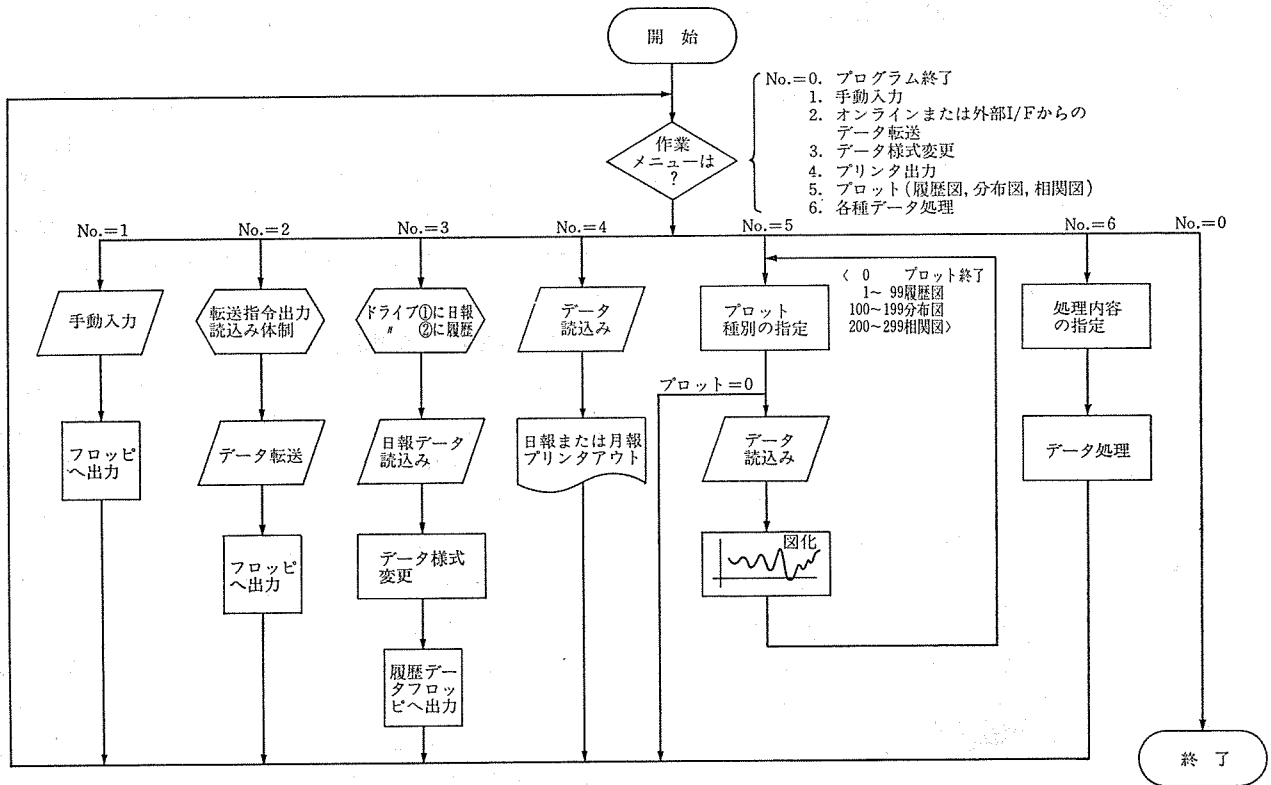 開 始
No.=0. プログラム終了
1. 手動入力
2. オンラインまたは外部I/Fからの
データ転送
3. データ様式変更
4. プリンタ出力
5. プロット(履歴図, 分布図, 相関図)
6. 各種データ処理
作業
メニューは
?
No.=1
No.=2
No.=3
No.=4
No.=5
No.=6
No.=0
手動入力
フロッピ
へ出力
転送指令出力
読込み体制
データ転送
フロッピ
へ出力
ドライブ①に日報
〃 ②に履歴
日報データ
読込み
データ様式
変更
履歴デー
タフロッ
ピへ出力
データ
読込み
日報または月報
プリンタアウト
〈 0 プロット終了
1~ 99履歴図
100~199分布図
200~299相関図〉
プロット
種別の指定
プロット=0
データ
読込み
図化
処理内容
の指定
データ処理
終 了